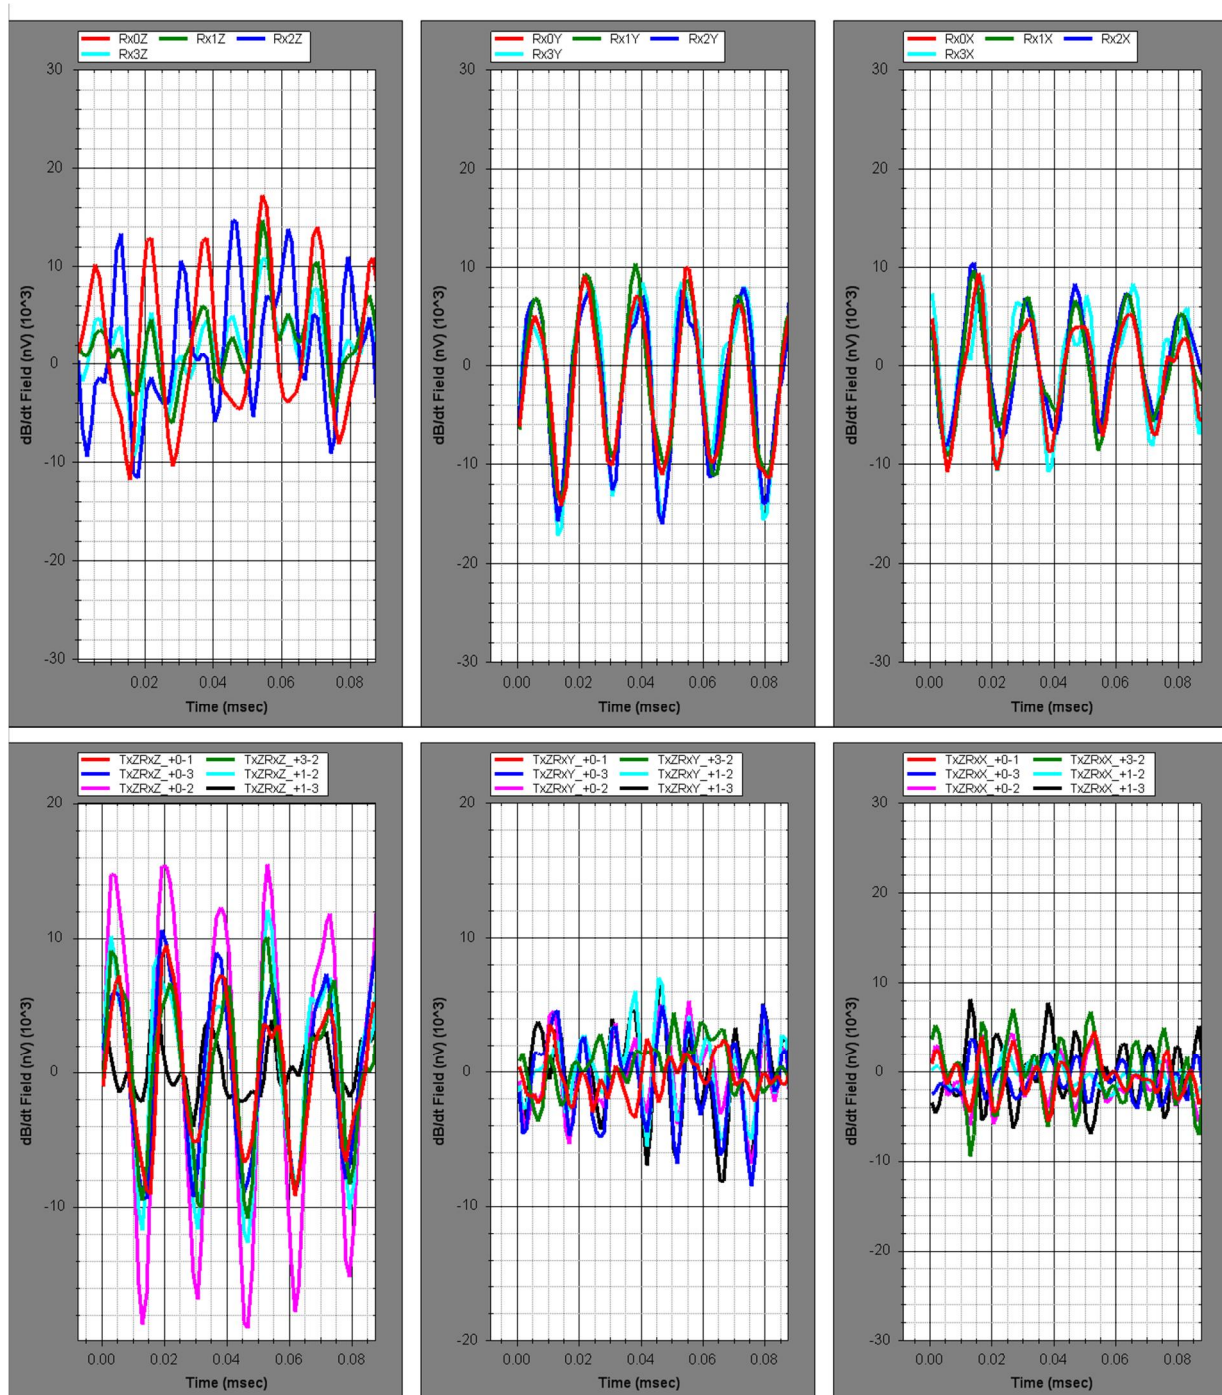 Rx0Z Rx1Z Rx2Z
Rx3Z
30
20
10
0
-10
-20
-30
dB/dt Field (nV) (10^3)
0.02 0.04 0.06 0.08
Time (msec)
Rx0Y Rx1Y Rx2Y
Rx3Y
30
20
10
0
-10
-20
-30
dB/dt Field (nV) (10^3)
0.00 0.02 0.04 0.06 0.08
Time (msec)
Rx0X Rx1X Rx2X
Rx3X
30
20
10
0
-10
-20
-30
dB/dt Field (nV) (10^3)
0.00 0.02 0.04 0.06 0.08
Time (msec)
TxZRxZ_+0-1 TxZRxZ_+3-2
TxZRxZ_+0-3 TxZRxZ_+1-2
TxZRxZ_+0-2 TxZRxZ_+1-3
20
10
0
-10
dB/dt Field (nV) (10^3)
0.00 0.02 0.04 0.06 0.08
Time (msec)
TxZRxY_+0-1 TxZRxY_+3-2
TxZRxY_+0-3 TxZRxY_+1-2
TxZRxY_+0-2 TxZRxY_+1-3
20
10
0
-10
-20
dB/dt Field (nV) (10^3)
0.00 0.02 0.04 0.06 0.08
Time (msec)
TxZRxX_+0-1 TxZRxX_+3-2
TxZRxX_+0-3 TxZRxX_+1-2
TxZRxX_+0-2 TxZRxX_+1-3
30
20
10
0
-10
-20
-30
dB/dt Field (nV) (10^3)
0.00 0.02 0.04 0.06 0.08
Time (msec)